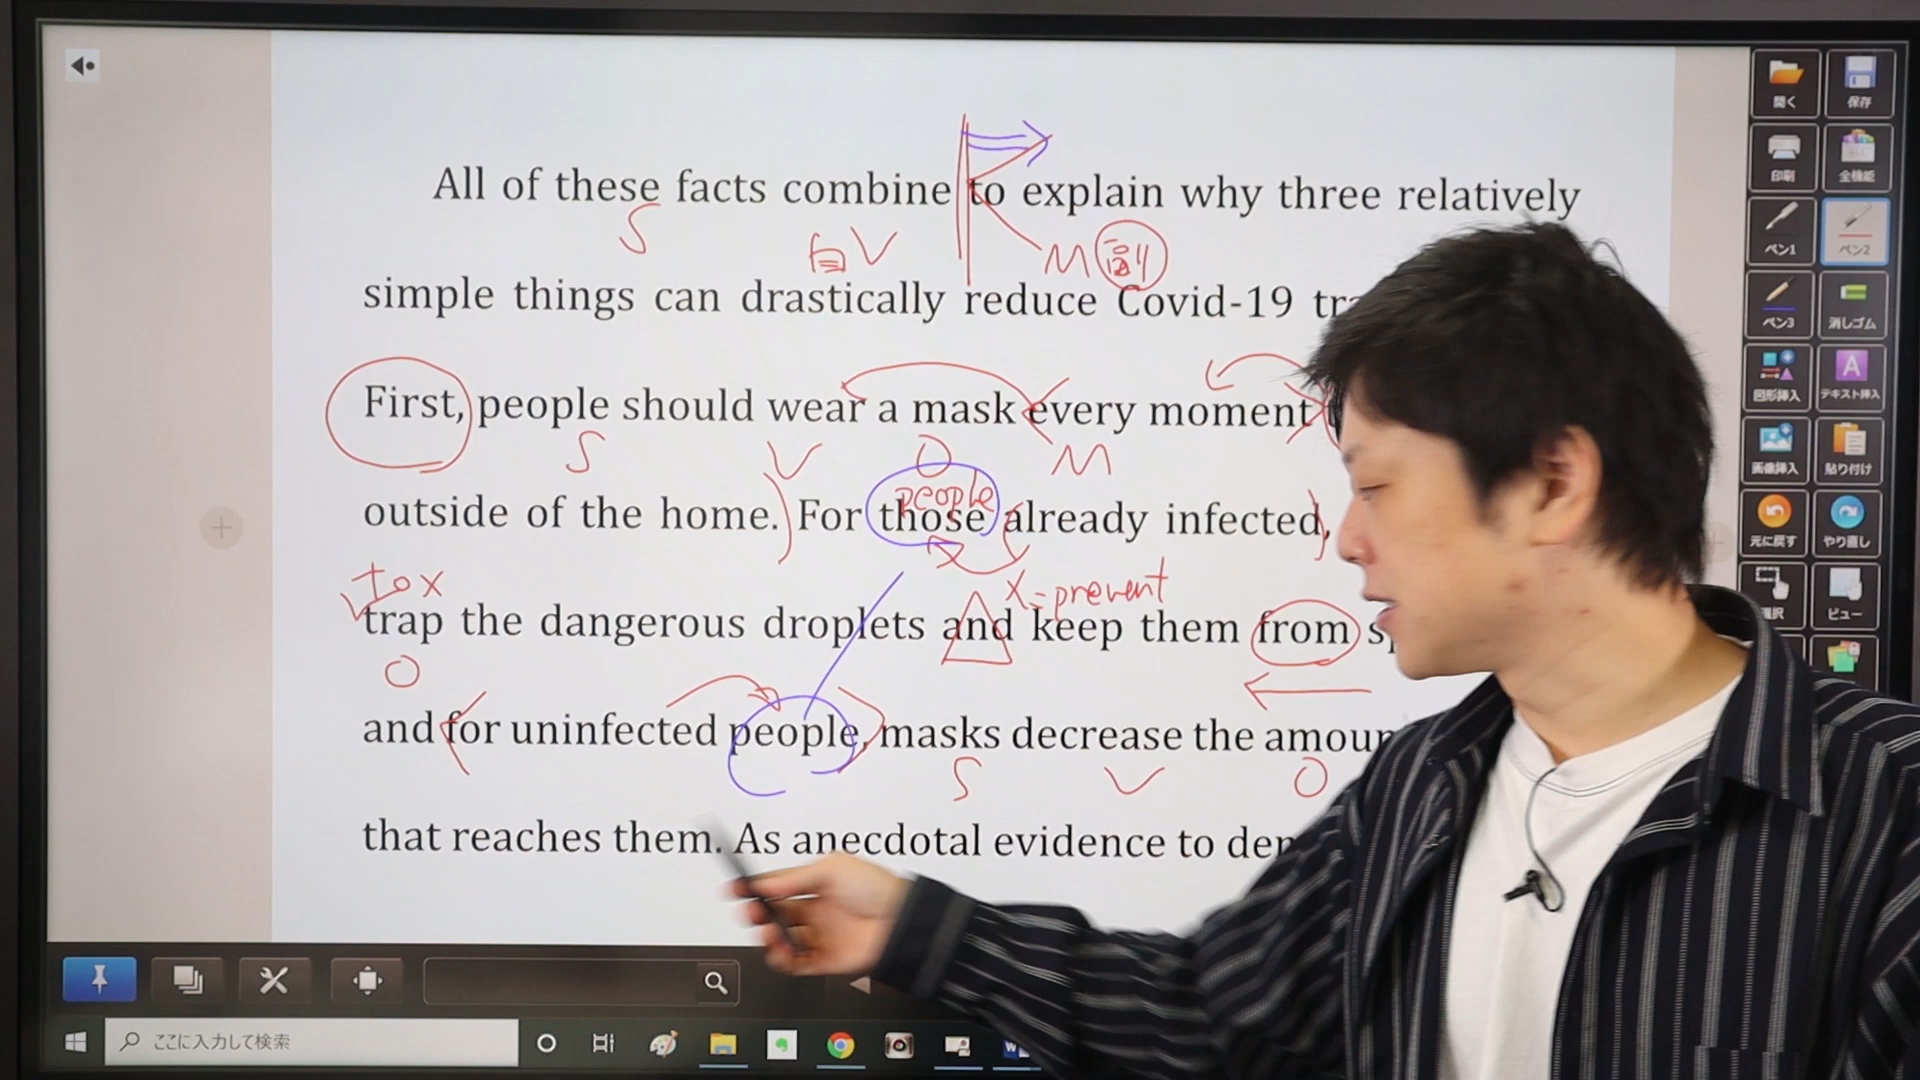 All of these facts combine to explain why three relatively
S 自V M
simple things can drastically reduce Covid-19
First, people should wear a mask every moment
S V O M
people
outside of the home. For those already infected,
to x X=prevent
trap the dangerous droplets and keep them from
O
and for uninfected people, masks decrease the
S V O
that reaches them. As anecdotal evidence to
開く 保存
印刷 全機能
ペン1 ペン2
ペン3 消しゴム
図形挿入 テキスト挿入
画像挿入 貼り付け
元に戻す やり直し
選択 ビュー
ここに入力して検索